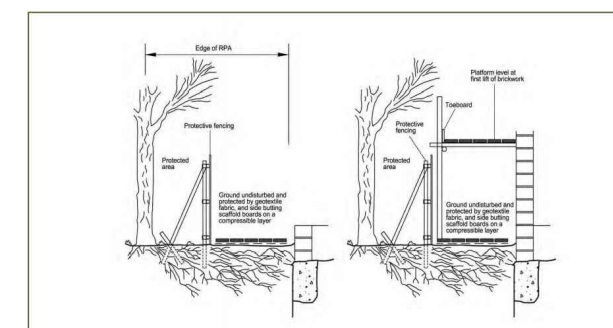 Edge of RPA
Protective fencing
Protected
area
Ground undisturbed and
protected by geotextile
fabric, and side butting
scaffold boards on a
compressible layer
Platform level at
first lift of brickwork
Toeboard
Protective
fencing
Protected
area
Ground undisturbed and
protected by geotextile
fabric, and side butting
scaffold boards on a
compressible layer